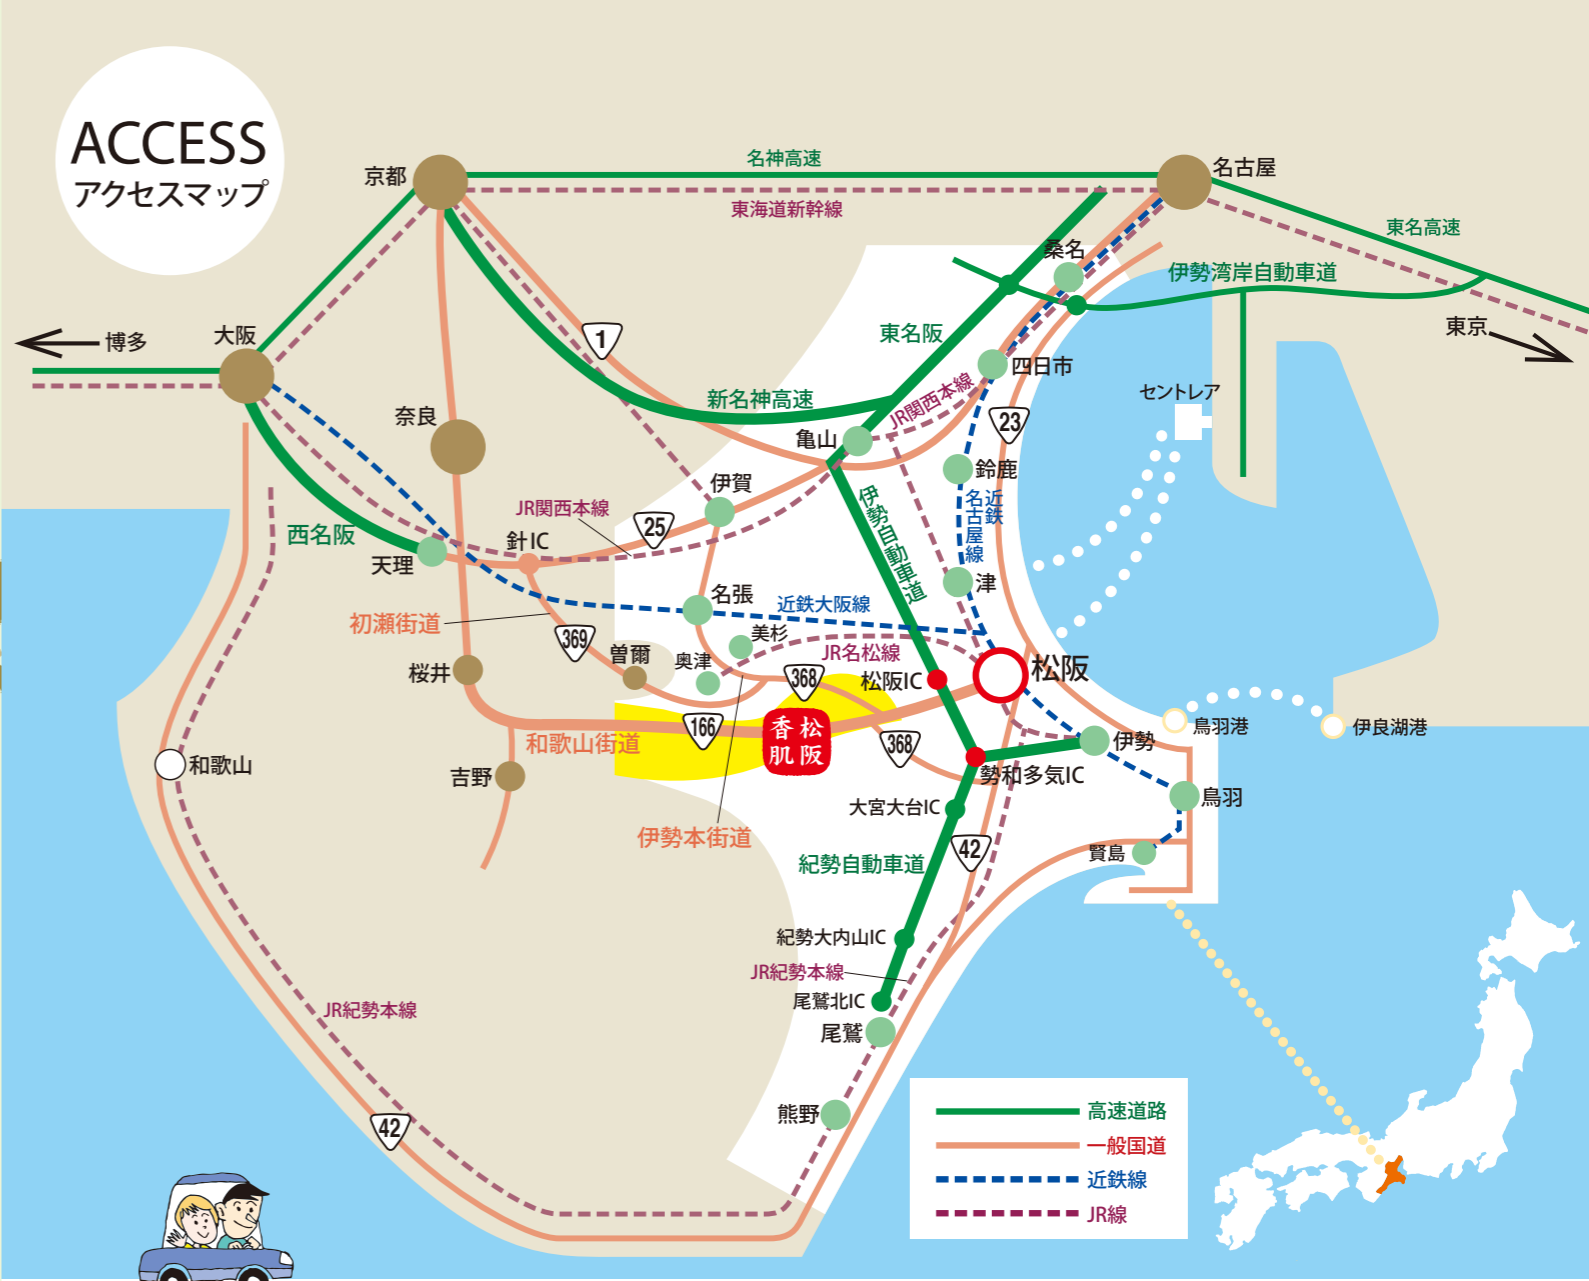 ACCESS
アクセスマップ
京都
名神高速
東海道新幹線
名古屋
東名高速
伊勢湾岸自動車道
東京
桑名
東名阪
博多
大阪
1
四日市
セントレア
JR関西本線
新名神高速
23
奈良
亀山
鈴鹿
伊賀
近鉄
名古屋線
伊勢自動車道
JR関西本線
25
西名阪
針IC
天理
津
名張
近鉄大阪線
初瀬街道
369
美杉
曽爾
奥津
JR名松線
桜井
368
松阪IC
松阪
166
松阪
香肌
和歌山街道
368
鳥羽港
伊良湖港
伊勢
和歌山
吉野
勢和多気IC
鳥羽
大宮大台IC
伊勢本街道
42
賢島
紀勢自動車道
紀勢大内山IC
JR紀勢本線
尾鷲北IC
JR紀勢本線
尾鷲
熊野
42
高速道路
一般国道
近鉄線
JR線